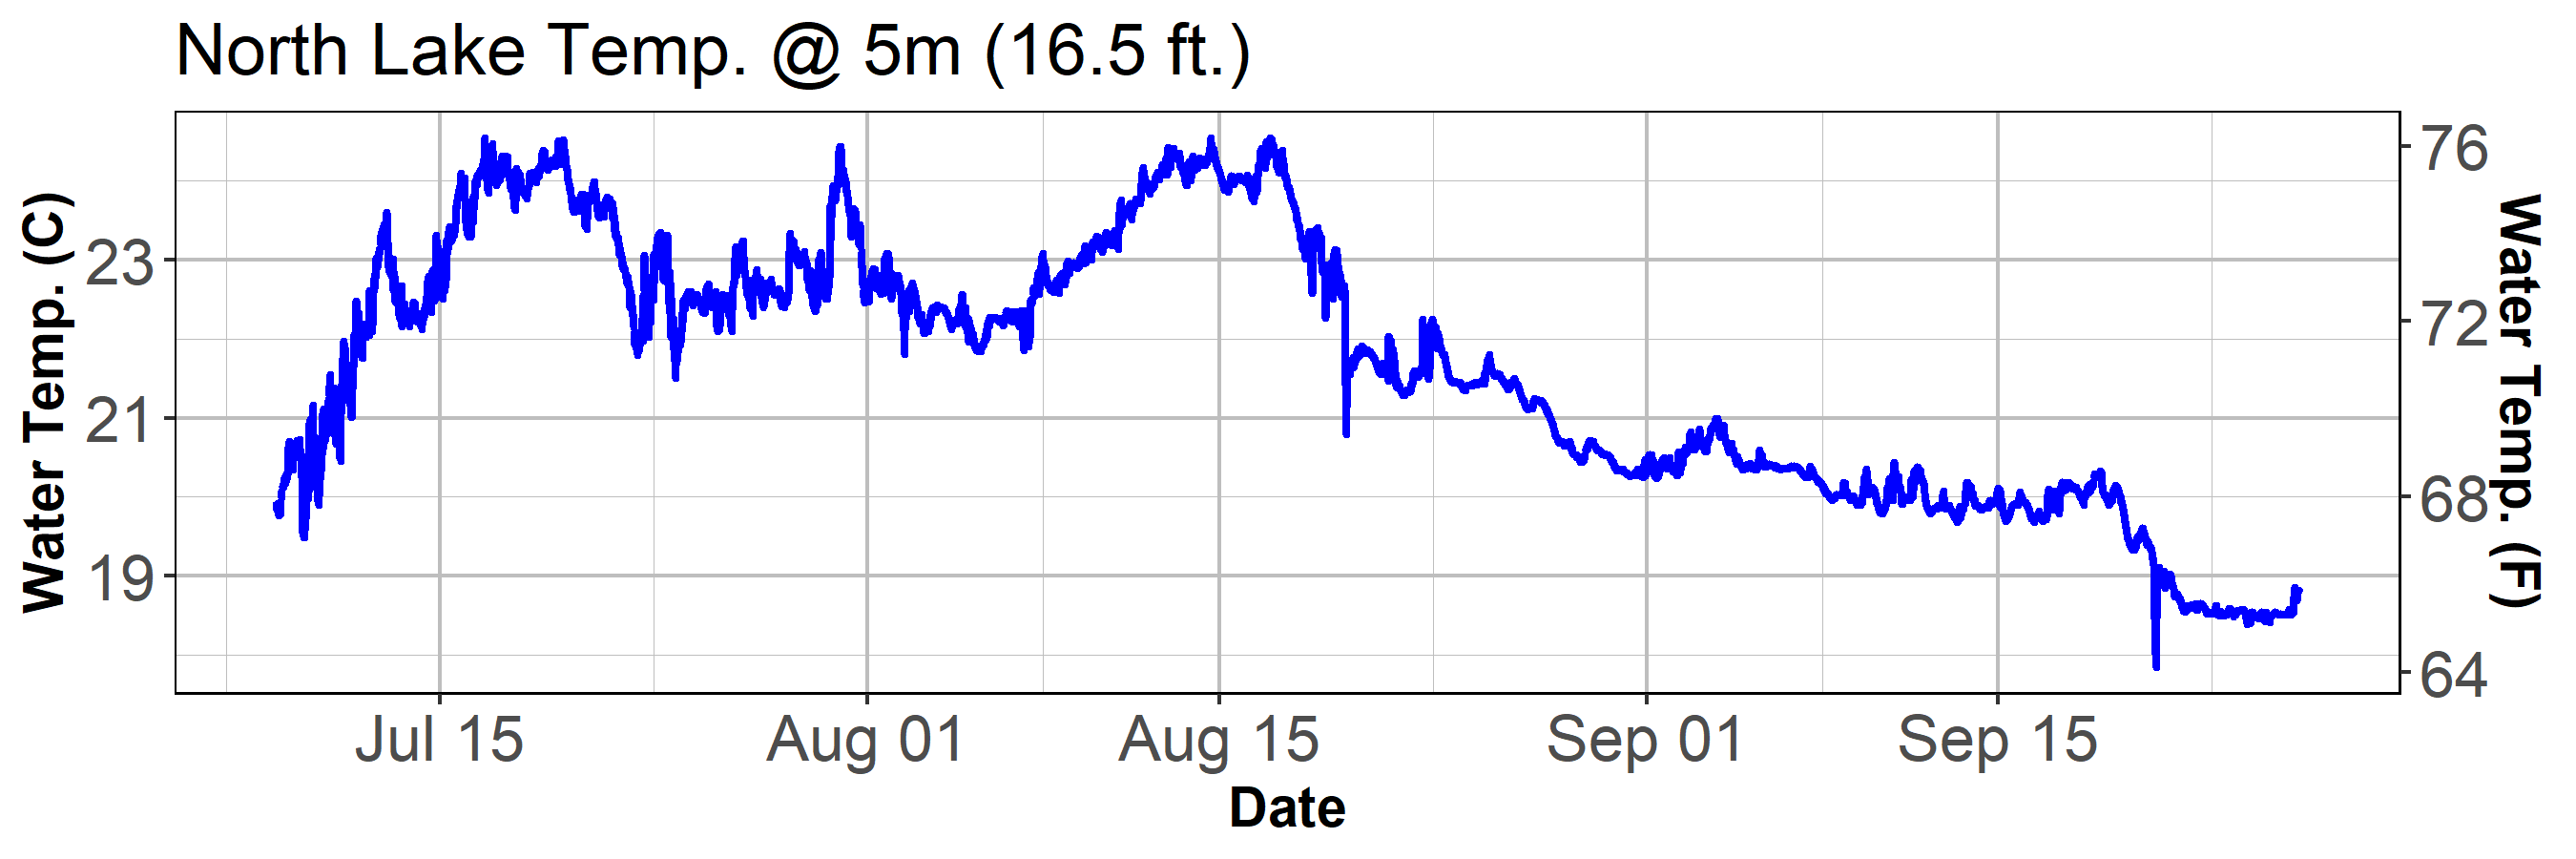 North Lake Temp. @ 5m (16.5 ft.)
Water Temp. (C)
23
21
19
76
72
68
64
Water Temp. (F)
Jul 15
Aug 01
Aug 15
Sep 01
Sep 15
Date